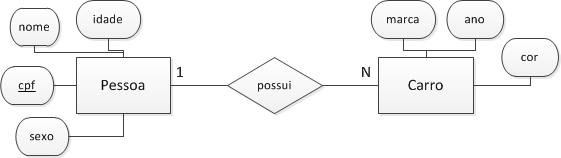 nome
idade
marca
ano
cor
cpf
Pessoa
1
possui
N
Carro
sexo